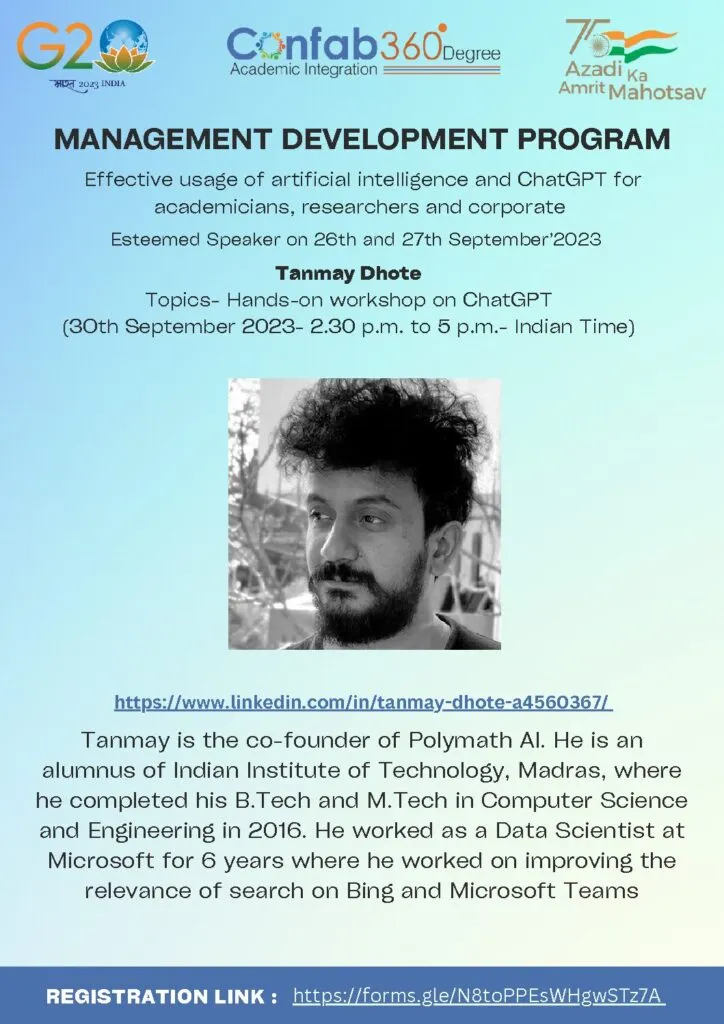 G20
भारत 2023 INDIA
Confab360Degree
Academic Integration
75
Azadi Ka
Amrit Mahotsav
MANAGEMENT DEVELOPMENT PROGRAM
Effective usage of artificial intelligence and ChatGPT for
academicians, researchers and corporate
Esteemed Speaker on 26th and 27th September’2023
Tanmay Dhote
Topics- Hands-on workshop on ChatGPT
(30th September 2023- 2.30 p.m. to 5 p.m.- Indian Time)
https://www.linkedin.com/in/tanmay-dhote-a4560367/
Tanmay is the co-founder of Polymath AI. He is an
alumnus of Indian Institute of Technology, Madras, where
he completed his B.Tech and M.Tech in Computer Science
and Engineering in 2016. He worked as a Data Scientist at
Microsoft for 6 years where he worked on improving the
relevance of search on Bing and Microsoft Teams
REGISTRATION LINK : https://forms.gle/N8toPPEsWHgwSTz7A